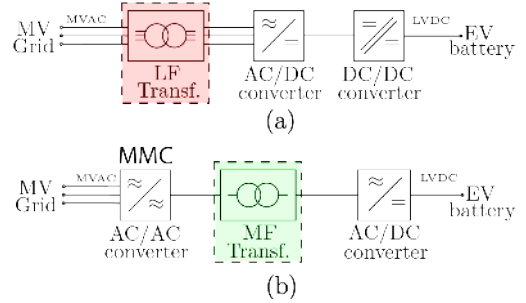 MV
Grid
MVAC
LF
Transf.
AC/DC
converter
DC/DC
converter
LVDC
EV
battery
(a)
MV
Grid
MVAC
MMC
AC/AC
converter
MF
Transf.
AC/DC
converter
LVDC
EV
battery
(b)